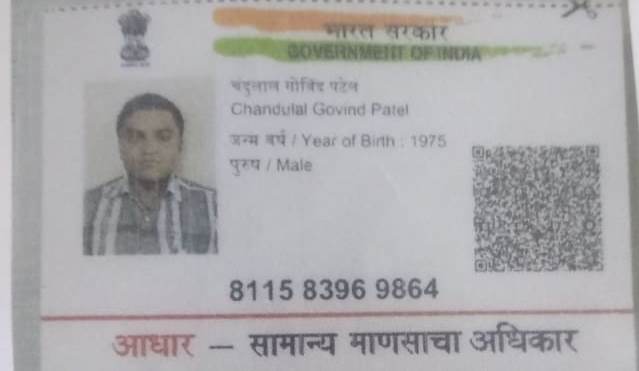 भारत सरकार
GOVERNMENT OF INDIA
चंदुलाल गोविंद पटेल
Chandulal Govind Patel
जन्म वर्ष / Year of Birth : 1975
पुरुष / Male
8115 8396 9864
आधार – सामान्य माणसाचा अधिकार